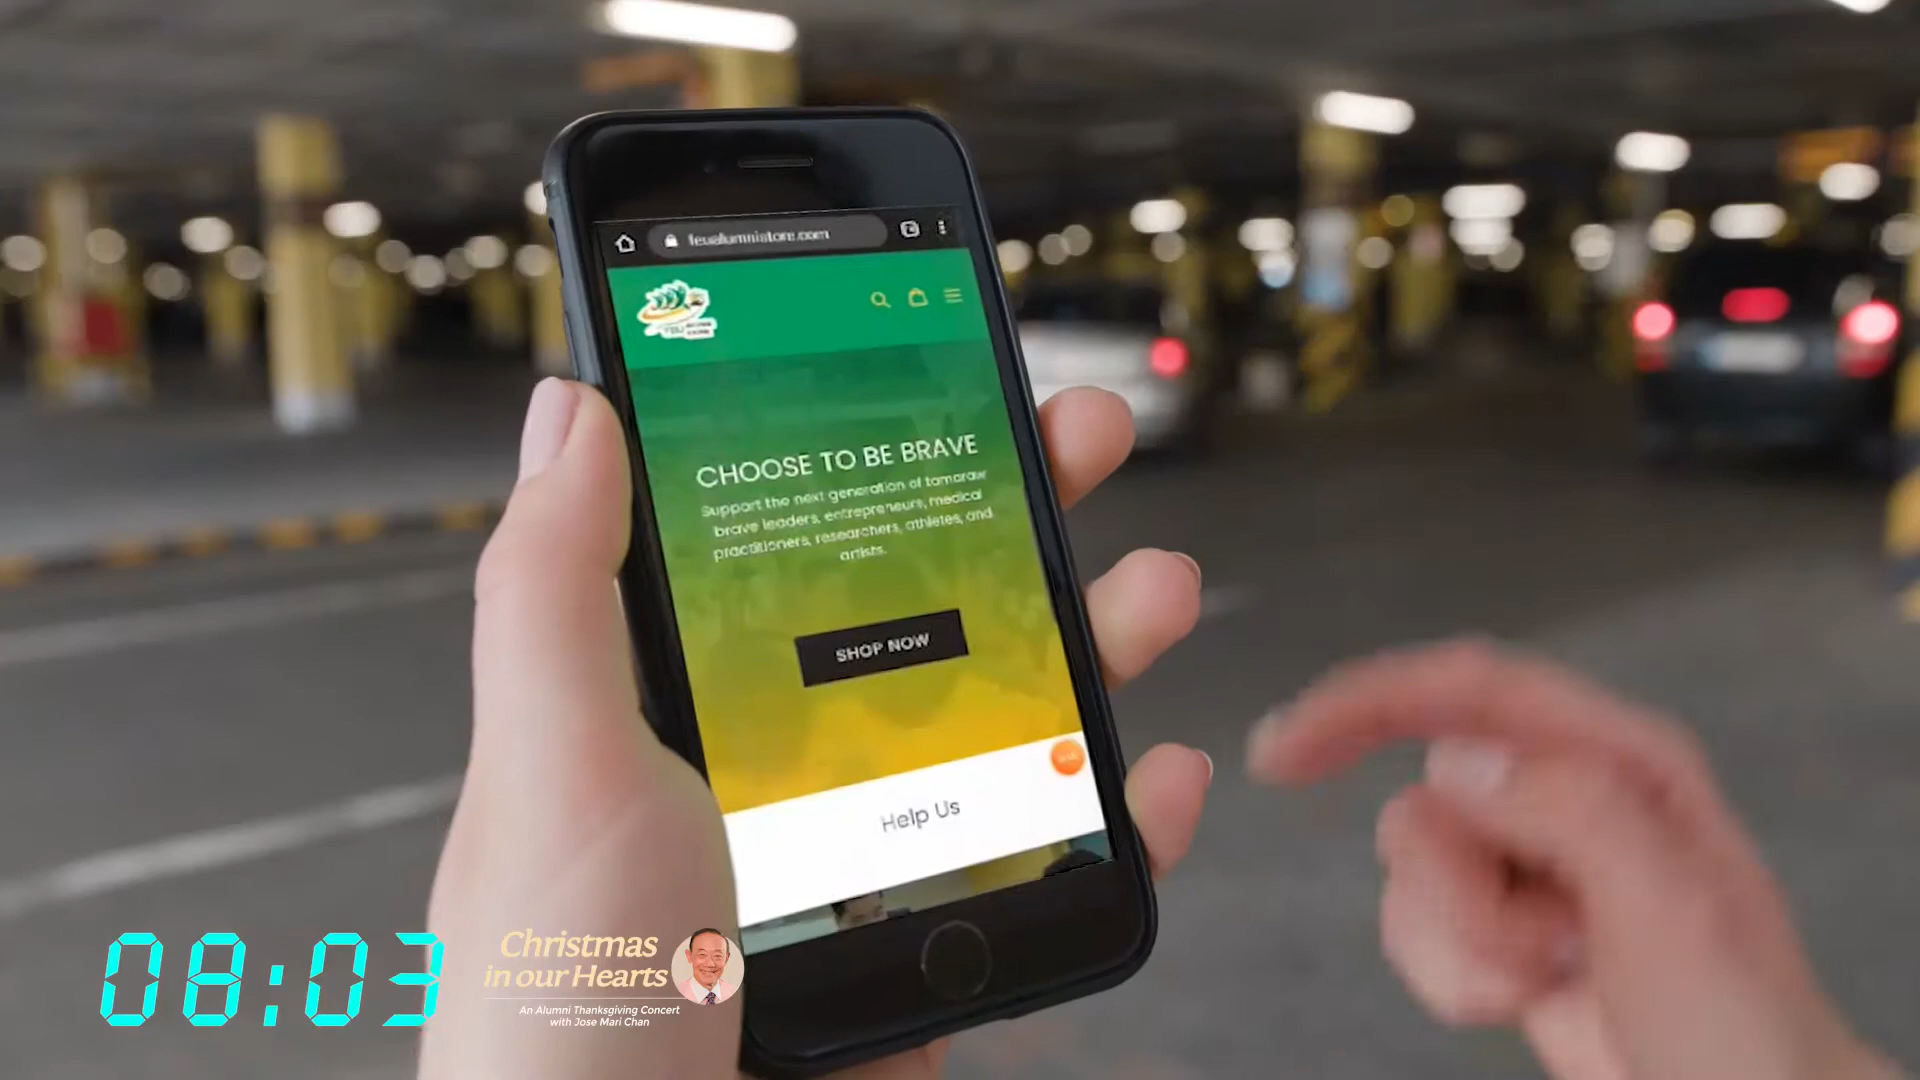 feualumnistore.com
FEU
CHOOSE TO BE BRAVE
Support the next generation of tamaraw
brave leaders, entrepreneurs, medical
practitioners, researchers, athletes, and
artists.
SHOP NOW
Help Us
08:03
Christmas
in our Hearts
An Alumni Thanksgiving Concert
with Jose Mari Chan